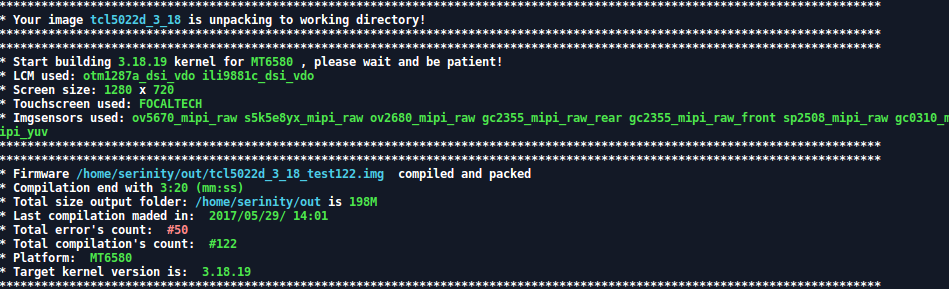 ******************************************************************************************************************************
* Your image tcl5022d_3_18 is unpacking to working directory!
******************************************************************************************************************************
******************************************************************************************************************************
* Start building 3.18.19 kernel for MT6580 , please wait and be patient!
* LCM used: otm1287a_dsi_vdo ili9881c_dsi_vdo
* Screen size: 1280 x 720
* Touchscreen used: FOCALTECH
* Imgsensors used: ov5670_mipi_raw s5k5e8yx_mipi_raw ov2680_mipi_raw gc2355_mipi_raw_rear gc2355_mipi_raw_front sp2508_mipi_raw gc0310_m
ipi_yuv
******************************************************************************************************************************
******************************************************************************************************************************
* Firmware /home/serinity/out/tcl5022d_3_18_test122.img  compiled and packed
* Compilation end with 3:20 (mm:ss)
* Total size output folder: /home/serinity/out is 198M
* Last compilation maded in:  2017/05/29/ 14:01
* Total error's count:  #50
* Total compilation's count:  #122
* Platform:  MT6580
* Target kernel version is:  3.18.19
******************************************************************************************************************************